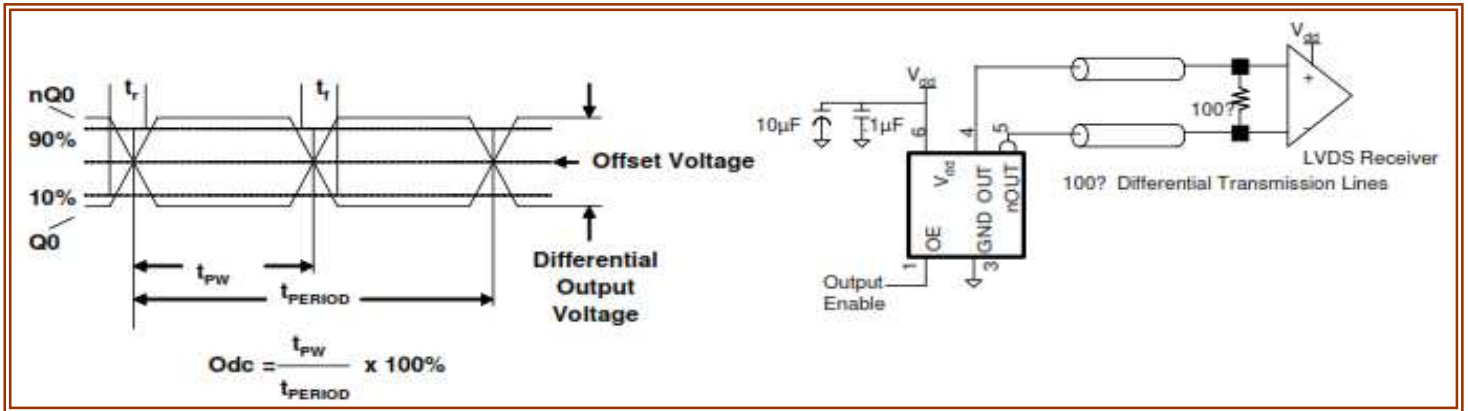 nQ0
90%
10%
Q0
tr
tf
Offset Voltage
Differential
Output
Voltage
tPW
tPERIOD
Odc = tPW / tPERIOD x 100%
Vdd
10µF
.1µF
6
4
5
Vdd
OUT
nOUT
OE
GND
1
3
Output
Enable
Vdd
+
-
100?
LVDS Receiver
100? Differential Transmission Lines